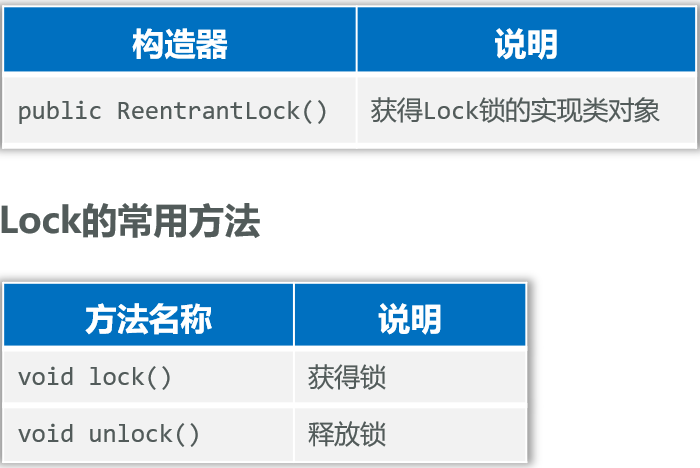 构造器 说明
public ReentrantLock() 获得Lock锁的实现类对象
Lock的常用方法
方法名称 说明
void lock() 获得锁
void unlock() 释放锁